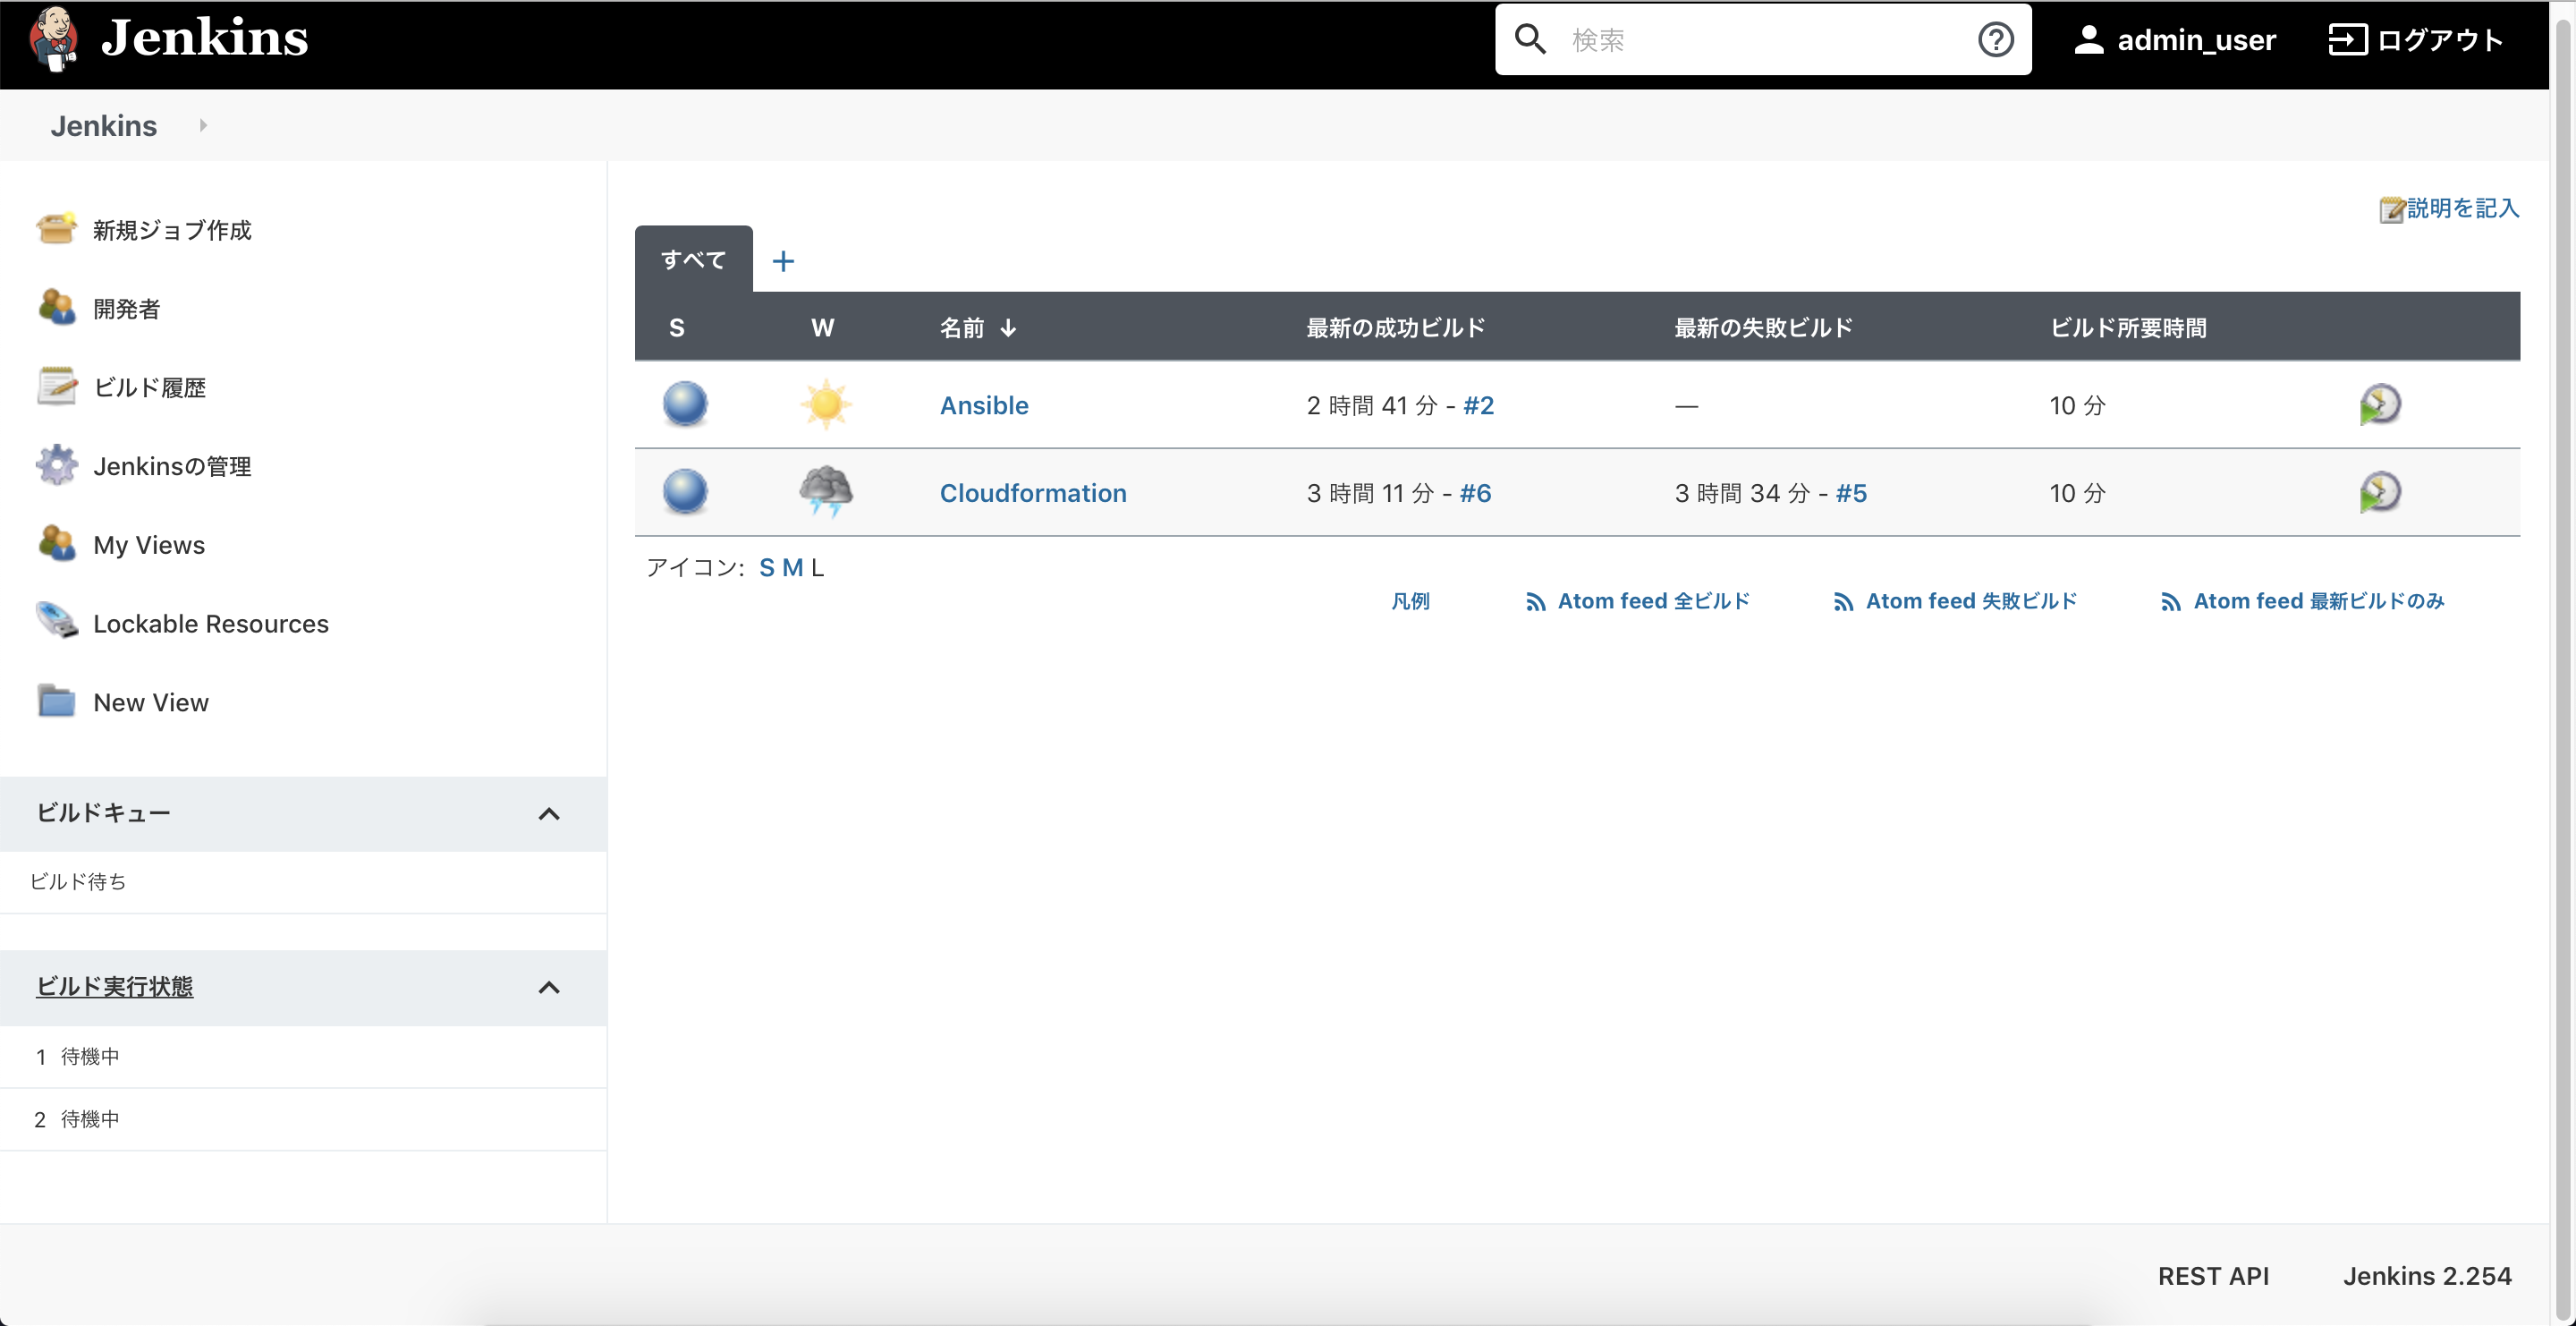 Jenkins
検索
admin_user
ログアウト
Jenkins
新規ジョブ作成
開発者
ビルド履歴
Jenkinsの管理
My Views
Lockable Resources
New View
ビルドキュー
ビルド待ち
ビルド実行状態
1 待機中
2 待機中
説明を記入
すべて +
S W 名前 ↓ 最新の成功ビルド 最新の失敗ビルド ビルド所要時間
Ansible 2 時間 41 分 - #2 — 10 分
Cloudformation 3 時間 11 分 - #6 3 時間 34 分 - #5 10 分
アイコン: S M L
凡例 Atom feed 全ビルド Atom feed 失敗ビルド Atom feed 最新ビルドのみ
REST API Jenkins 2.254